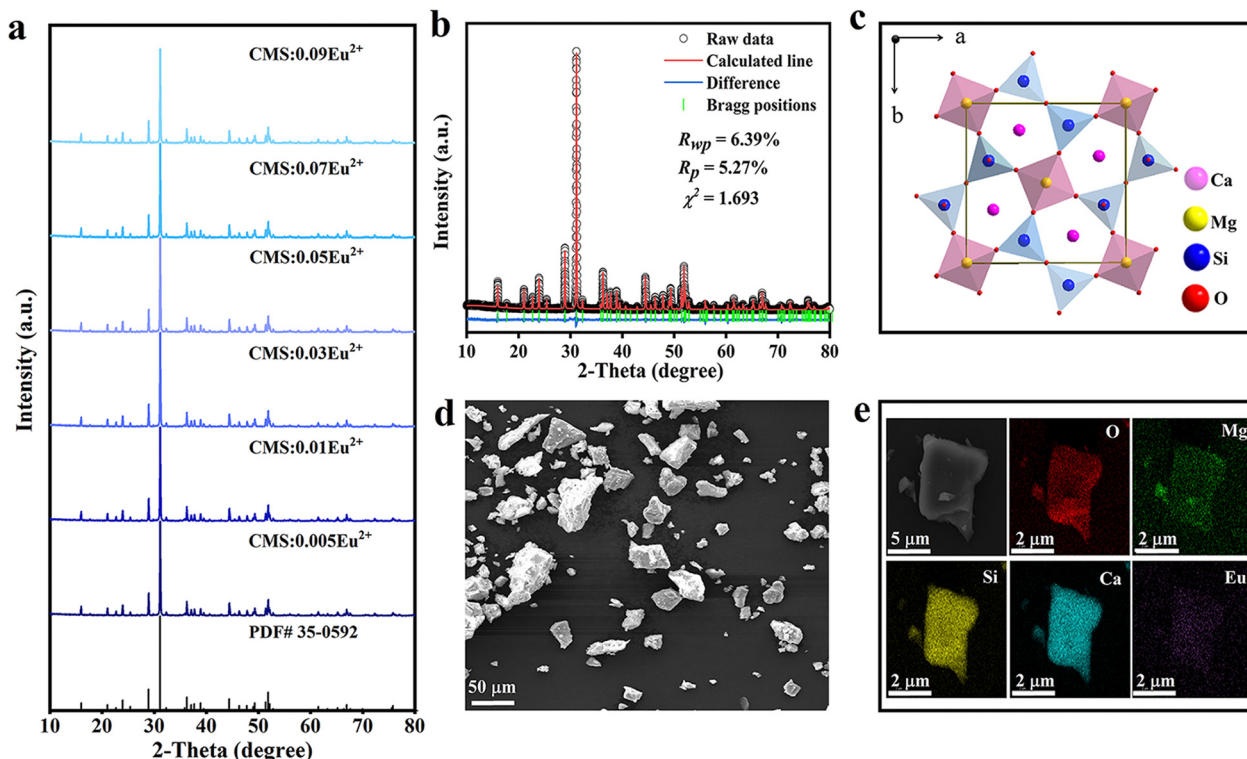 a
CMS:0.09Eu²⁺
CMS:0.07Eu²⁺
CMS:0.05Eu²⁺
CMS:0.03Eu²⁺
CMS:0.01Eu²⁺
CMS:0.005Eu²⁺
PDF# 35-0592
Intensity (a.u.)
10 20 30 40 50 60 70 80
2-Theta (degree)
b
Raw data
Calculated line
Difference
Bragg positions
Rwp = 6.39%
Rp = 5.27%
χ² = 1.693
Intensity (a.u.)
10 20 30 40 50 60 70 80
2-Theta (degree)
c
a
b
Ca
Mg
Si
O
d
50 μm
e
O
Mg
5 μm
2 μm
2 μm
Si
Ca
Eu
2 μm
2 μm
2 μm